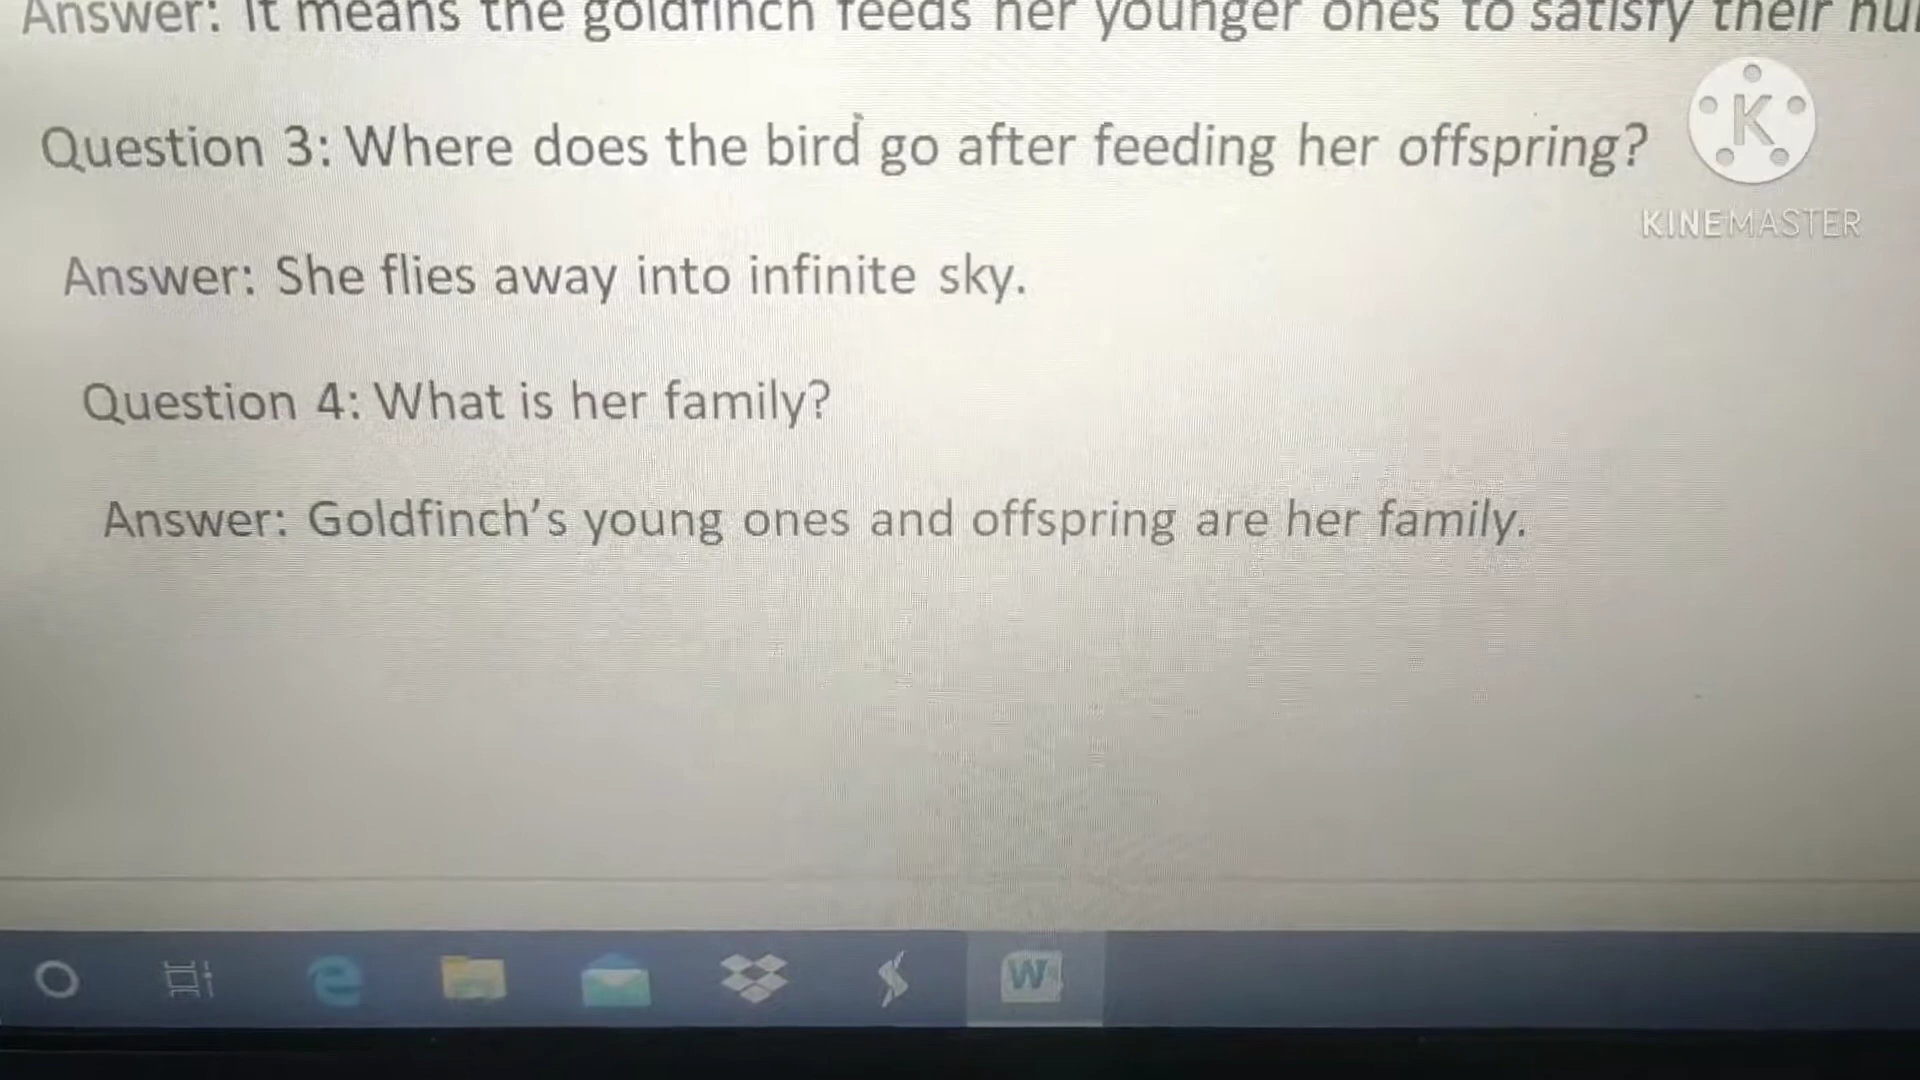 Answer: It means the goldfinch feeds her younger ones to satisfy their
Question 3: Where does the bird go after feeding her offspring?
KINEMASTER
Answer: She flies away into infinite sky.
Question 4: What is her family?
Answer: Goldfinch's young ones and offspring are her family.